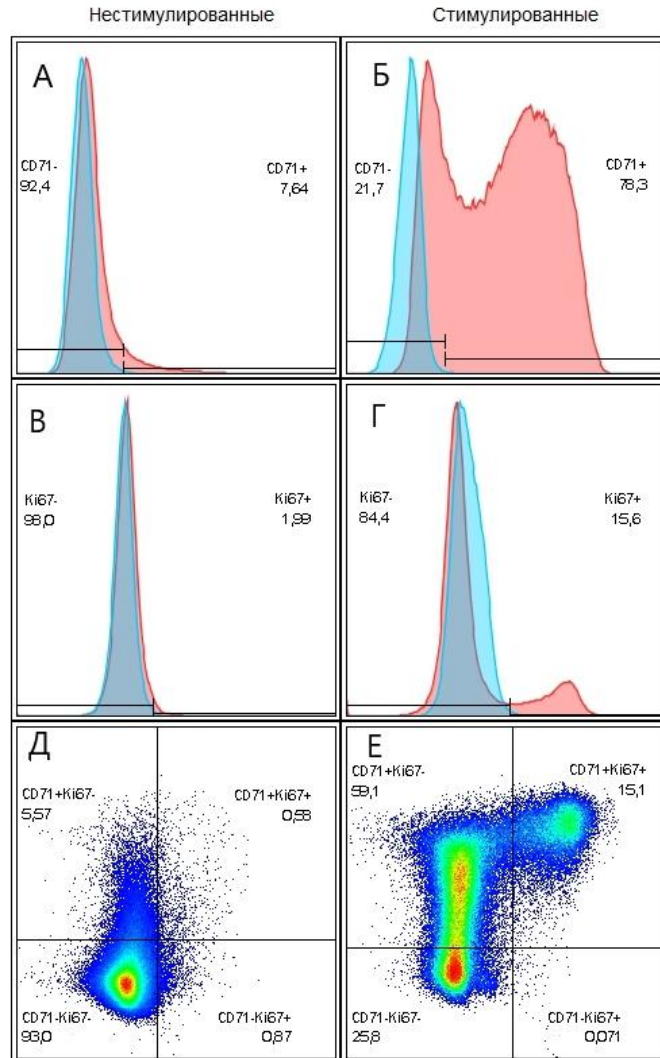 Нестимулированные
Стимулированные
А
CD71-
92,4
CD71+
7,64
Б
CD71-
21,7
CD71+
78,3
В
Ki67-
98,0
Ki67+
1,99
Г
Ki67-
84,4
Ki67+
15,6
Д
CD71+Ki67-
5,57
CD71+Ki67+
0,58
CD71-Ki67-
93,0
CD71-Ki67+
0,87
Е
CD71+Ki67-
59,1
CD71+Ki67+
15,1
CD71-Ki67-
25,8
CD71-Ki67+
0,071